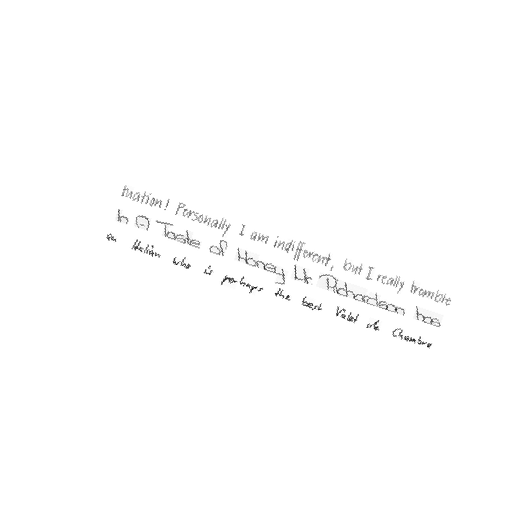 tuation! Personally I am indifferent, but I really tremble
In A Taste of Honey Mr. Richardson has
an Italian who is perhaps the best Valet de Chambre